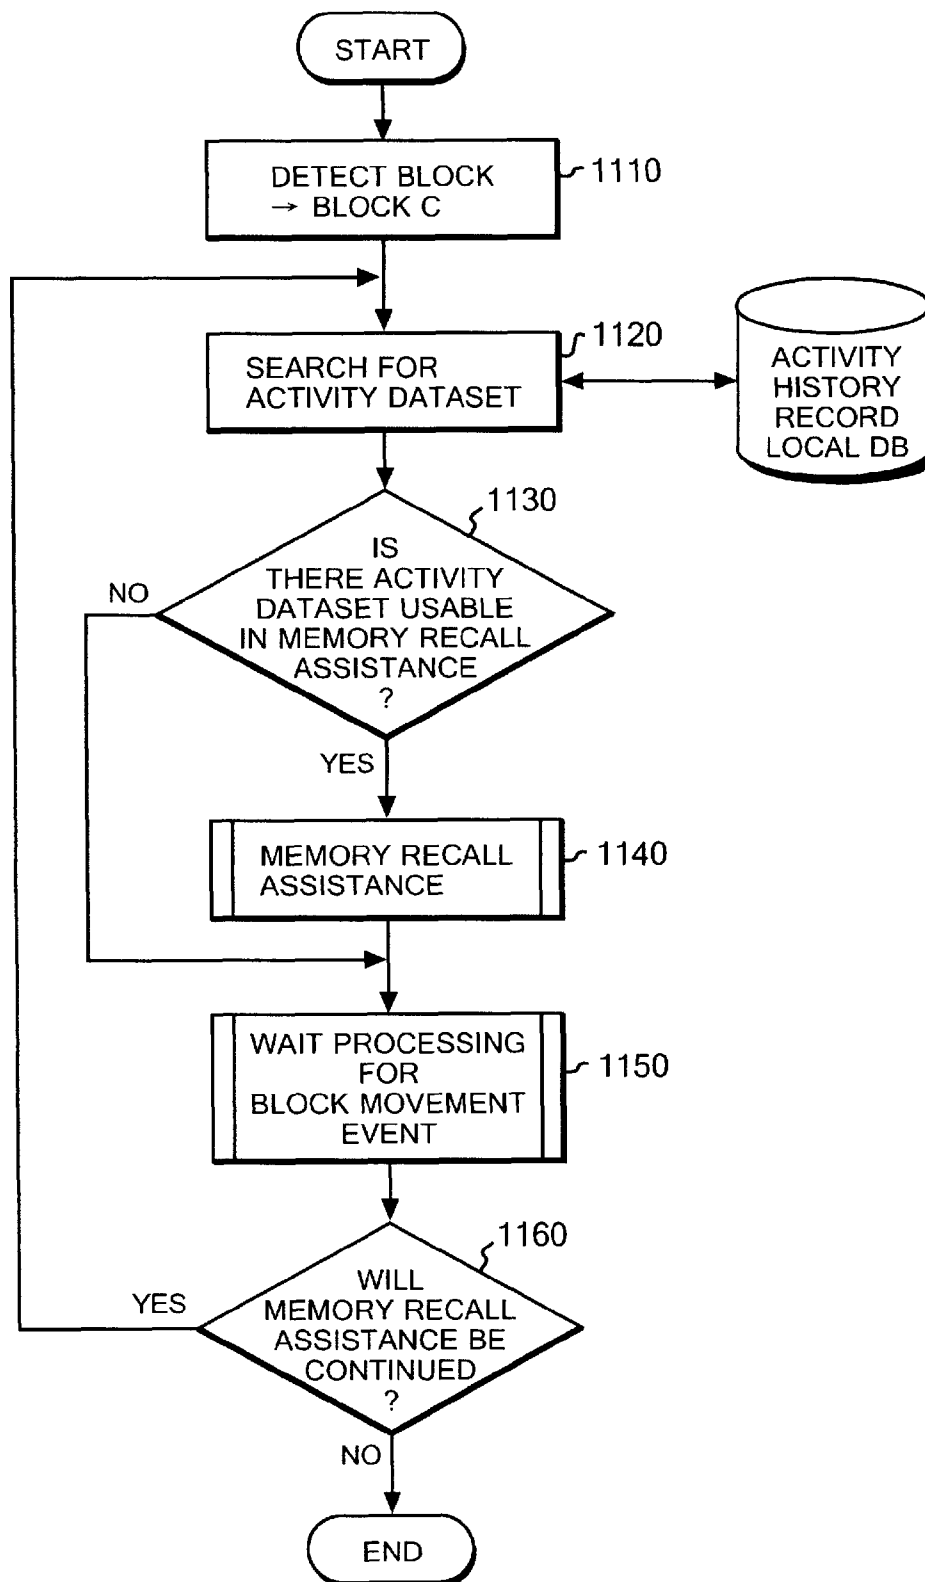 START
DETECT BLOCK
→ BLOCK C
1110
SEARCH FOR
ACTIVITY DATASET
1120
ACTIVITY
HISTORY
RECORD
LOCAL DB
1130
IS
THERE ACTIVITY
DATASET USABLE
IN MEMORY RECALL
ASSISTANCE
?
NO
YES
MEMORY RECALL
ASSISTANCE
1140
WAIT PROCESSING
FOR
BLOCK MOVEMENT
EVENT
1150
1160
WILL
MEMORY RECALL
ASSISTANCE BE
CONTINUED
?
YES
NO
END